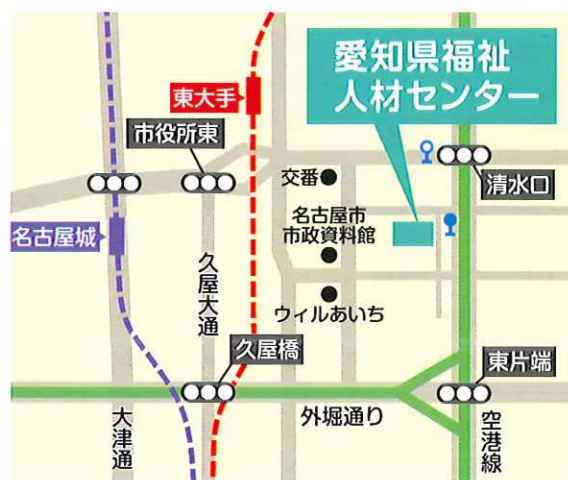 愛知県福祉
人材センター
東大手
市役所東
交番
清水口
名古屋市
市政資料館
名古屋城
久屋大通
ウィルあいち
久屋橋
東片端
大津通
外堀通り
空港線